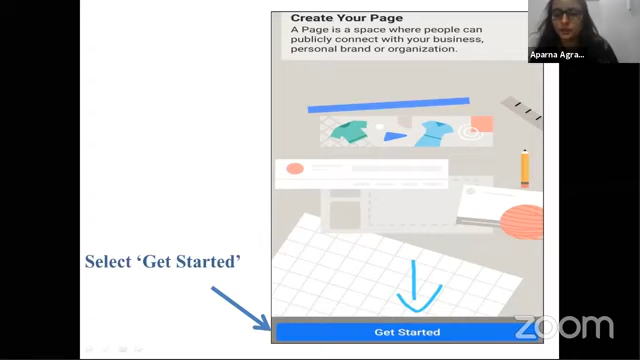 Create Your Page
A Page is a space where people can
publicly connect with your business,
personal brand or organization.
Aparna Agra...
Select ‘Get Started’
Get Started
zoom